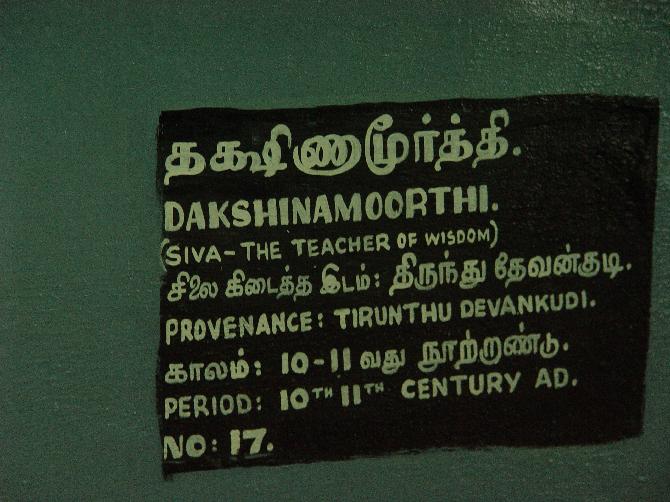 தக்ஷிணாமூர்த்தி.
DAKSHINAMOORTHI.
(SIVA-THE TEACHER OF WISDOM)
சிலை கிடைத்த இடம்: திருந்து தேவன்குடி.
PROVENANCE: TIRUNTHU DEVANKUDI.
காலம்: 10-11 வது நூற்றாண்டு.
PERIOD: 10TH 11TH CENTURY AD.
NO: 17.